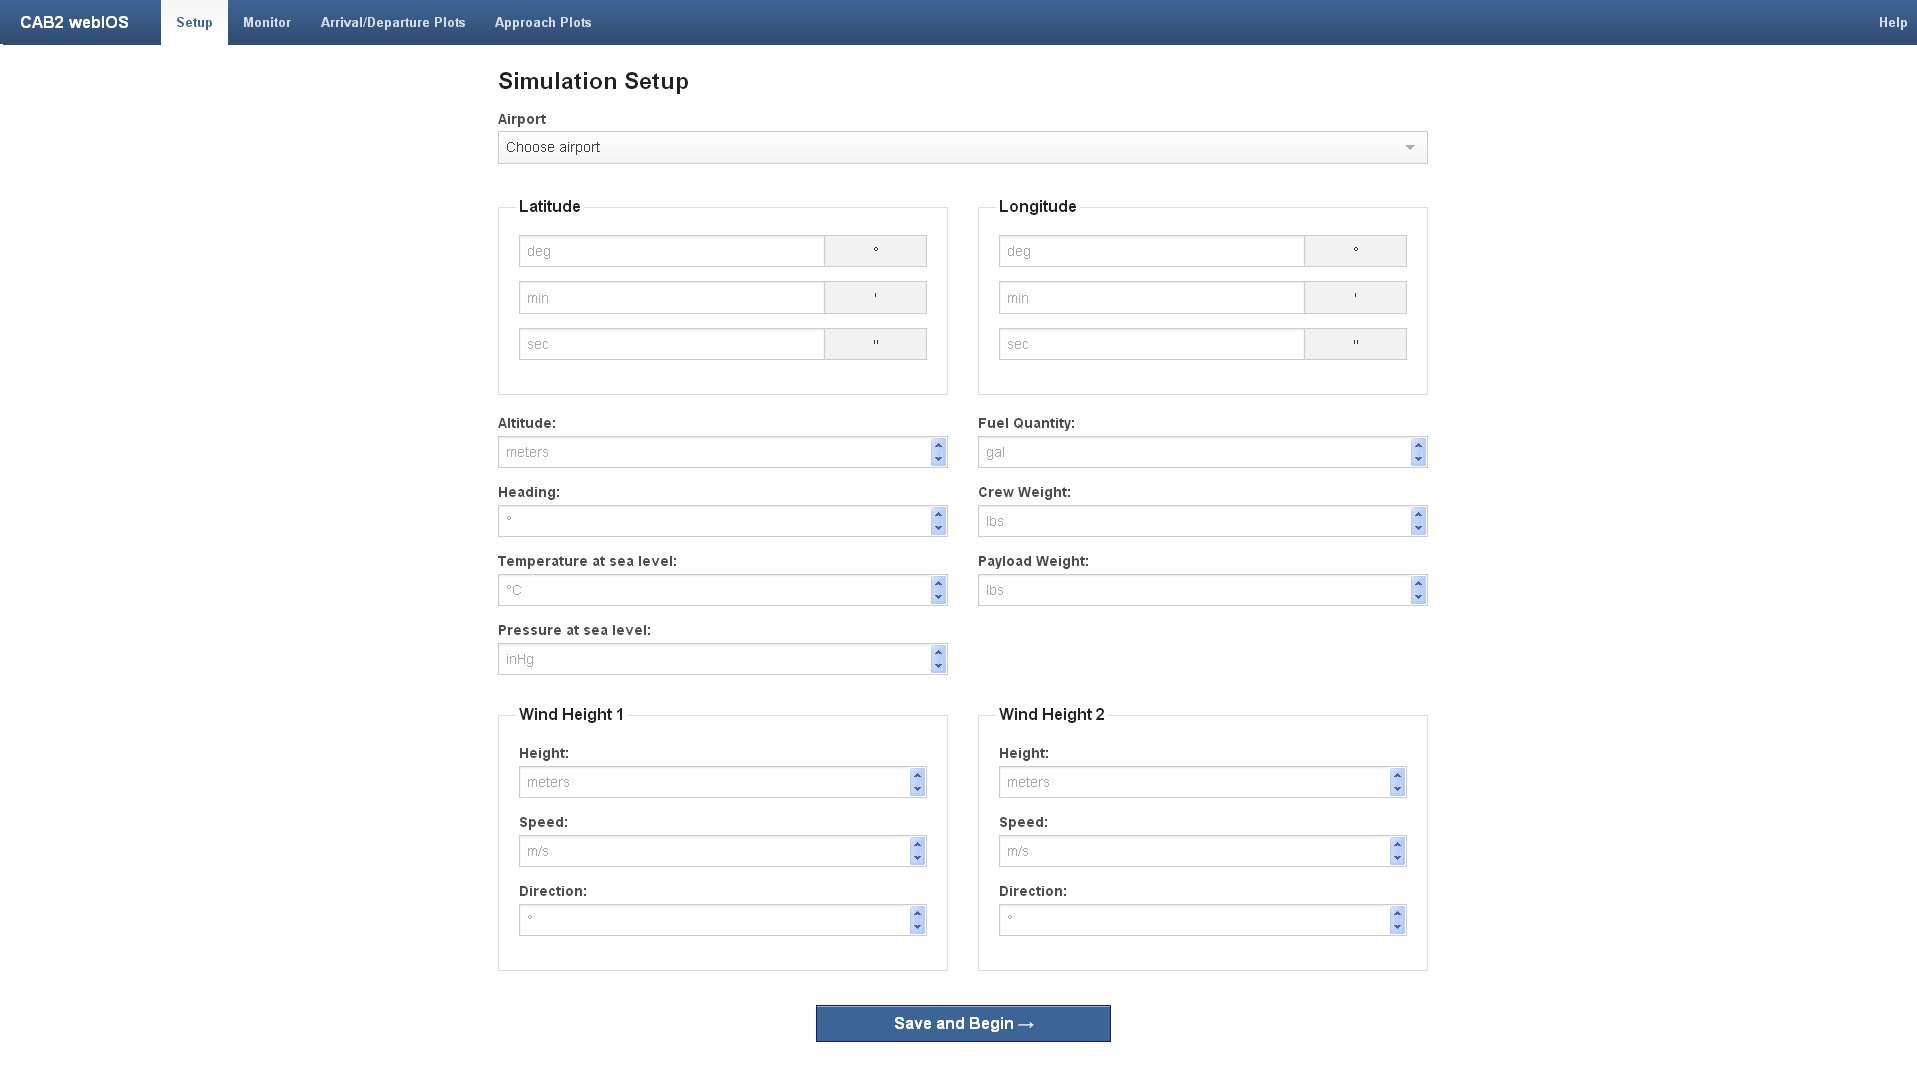 CAB2 webIOS Setup Monitor Arrival/Departure Plots Approach Plots Help
Simulation Setup
Airport
Choose airport
Latitude
deg °
min '
sec "
Longitude
deg °
min '
sec "
Altitude:
meters
Fuel Quantity:
gal
Heading:
°
Crew Weight:
lbs
Temperature at sea level:
°C
Payload Weight:
lbs
Pressure at sea level:
inHg
Wind Height 1
Height:
meters
Speed:
m/s
Direction:
°
Wind Height 2
Height:
meters
Speed:
m/s
Direction:
°
Save and Begin →